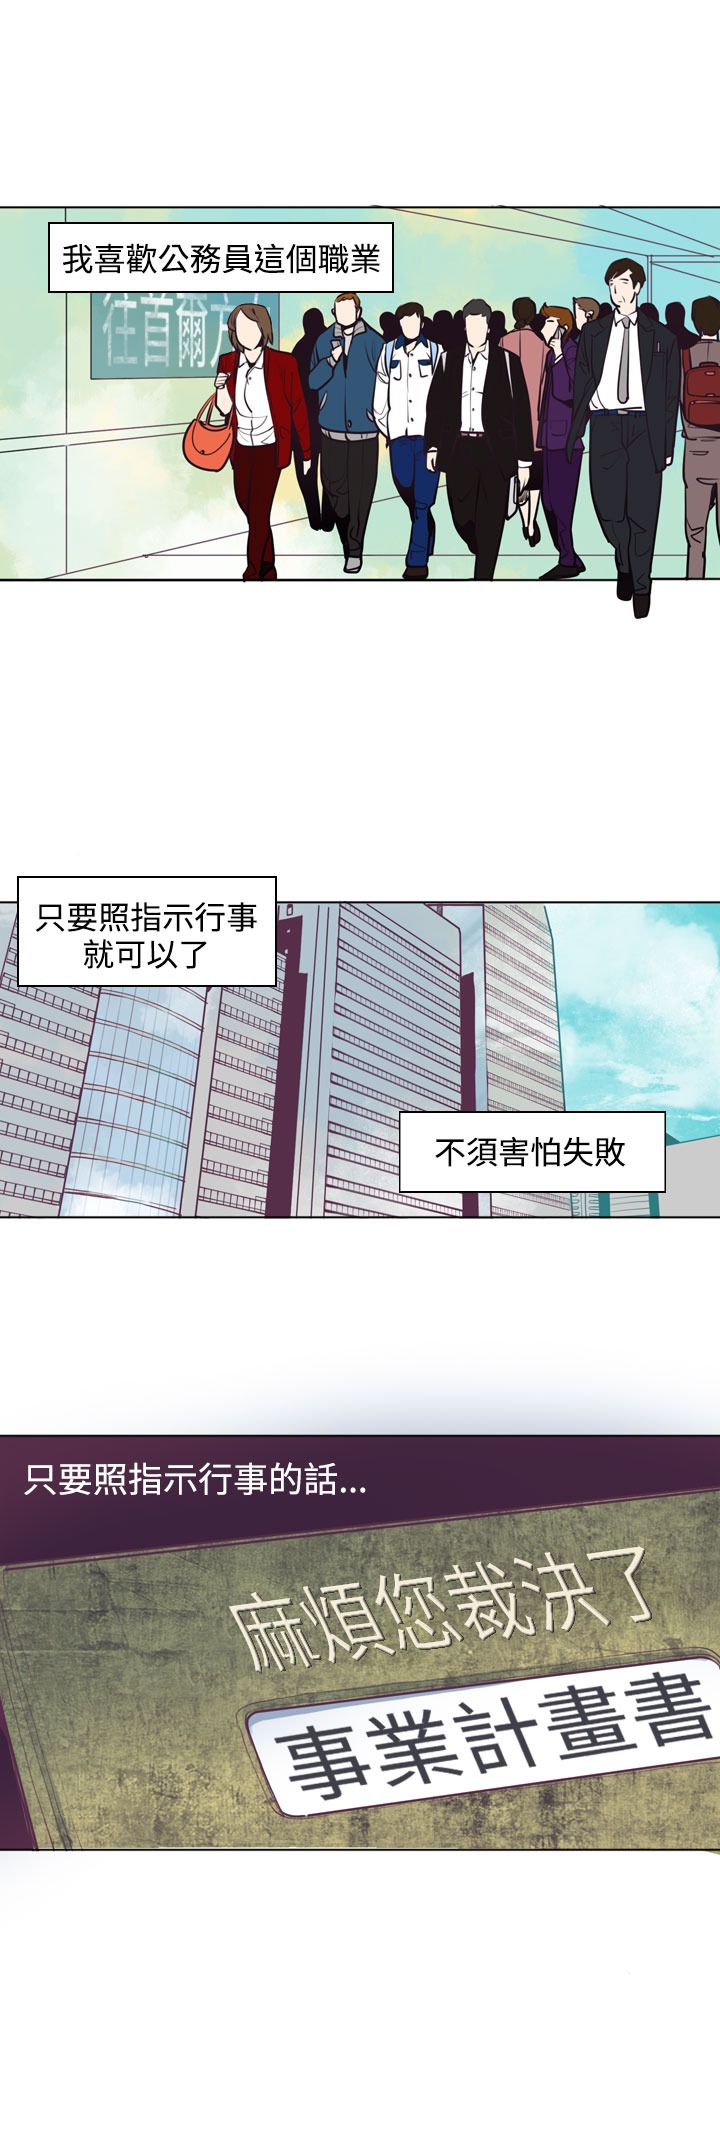 我喜歡公務員這個職業
往首爾方
只要照指示行事
就可以了
不須害怕失敗
只要照指示行事的話...
麻煩您裁決了
事業計畫書